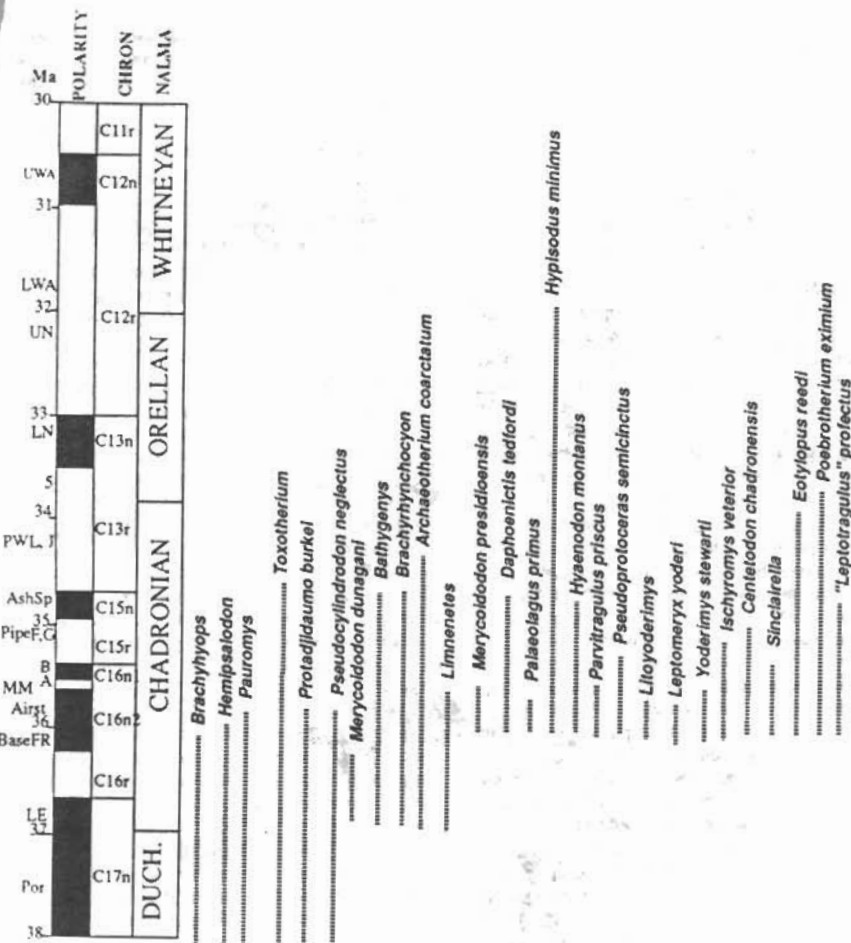 Ma
POLARITY
CHRON
NALMA
30
C11r
UWA
C12n
31
WHITNEYAN
LWA
32
UN
C12r
33
LN
C13n
ORELLAN
5
34
PWL, J
C13r
AshSp
C15n
35
PipeF,G
C15r
B
C16n1
MM A
Airst
36
C16n2
BaseFR
C16r
CHADRONIAN
LE
37
Por
C17n
DUCH.
38
Brachyhyops
Hemipsalodon
Pauromys
Toxotherium
Protadjidaumo burkei
Pseudocylindrodon neglectus
Merycoidodon dunagani
Bathygenys
Brachyrhynchocyon
Archaeotherium coarctatum
Limnenetes
Merycoidodon presidioensis
Daphoenictis tedfordi
Palaeolagus primus
Hypisodus minimus
Hyaenodon montanus
Parvitragulus priscus
Pseudoprotoceras semicinctus
Litoyoderimys
Leptomeryx yoderi
Yoderimys stewarti
Ischyromys veterior
Centetodon chadronensis
Sinclairella
Eotylopus reedi
Poebrotherium eximium
"Leptotragulus" profectus